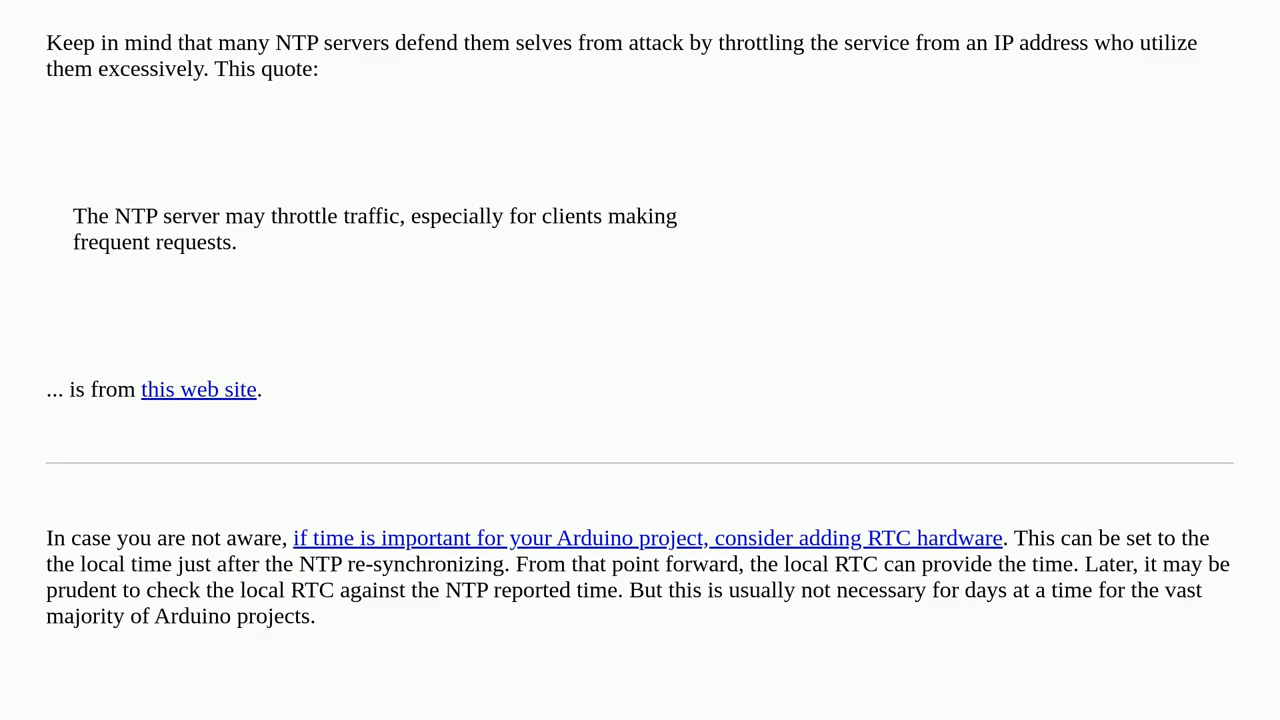 Keep in mind that many NTP servers defend them selves from attack by throttling the service from an IP address who utilize
them excessively. This quote:
The NTP server may throttle traffic, especially for clients making
frequent requests.
... is from this web site.
In case you are not aware, if time is important for your Arduino project, consider adding RTC hardware. This can be set to the
the local time just after the NTP re-synchronizing. From that point forward, the local RTC can provide the time. Later, it may be
prudent to check the local RTC against the NTP reported time. But this is usually not necessary for days at a time for the vast
majority of Arduino projects.